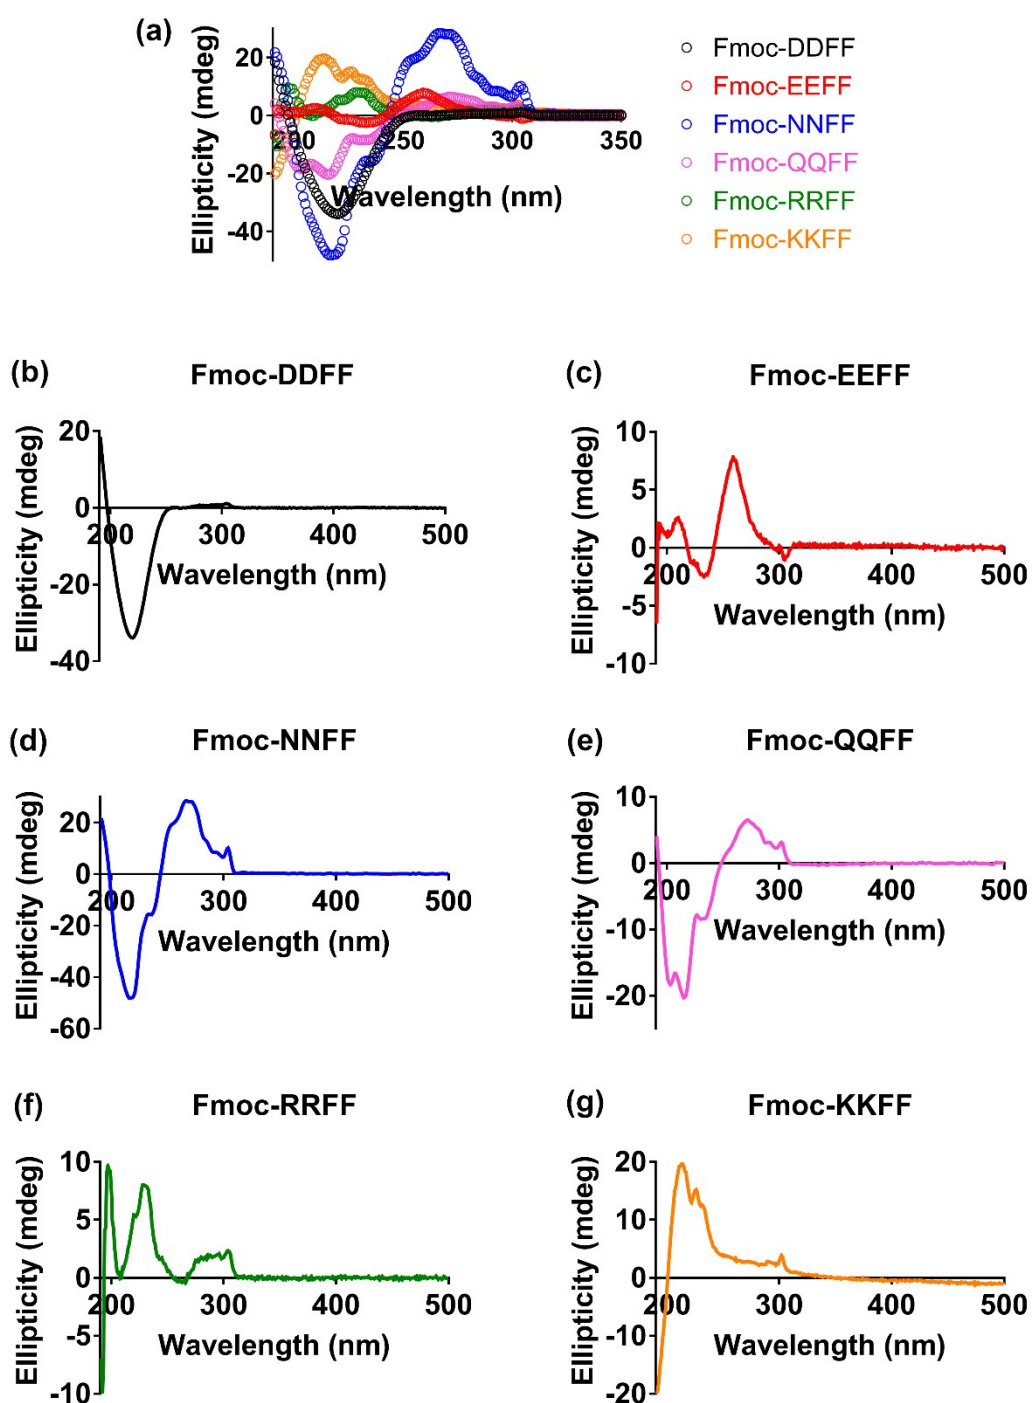 (a)
Ellipticity (mdeg)
20
0
-20
-40
200 250 300 350
Wavelength (nm)
Fmoc-DDFF
Fmoc-EEFF
Fmoc-NNFF
Fmoc-QQFF
Fmoc-RRFF
Fmoc-KKFF
(b) Fmoc-DDFF
Ellipticity (mdeg)
20
0
-20
-40
200 300 400 500
Wavelength (nm)
(c) Fmoc-EEFF
Ellipticity (mdeg)
10
5
0
-5
-10
200 300 400 500
Wavelength (nm)
(d) Fmoc-NNFF
Ellipticity (mdeg)
20
0
-20
-40
-60
200 300 400 500
Wavelength (nm)
(e) Fmoc-QQFF
Ellipticity (mdeg)
10
0
-10
-20
200 300 400 500
Wavelength (nm)
(f) Fmoc-RRFF
Ellipticity (mdeg)
10
5
0
-5
-10
200 300 400 500
Wavelength (nm)
(g) Fmoc-KKFF
Ellipticity (mdeg)
20
10
0
-10
-20
200 300 400 500
Wavelength (nm)